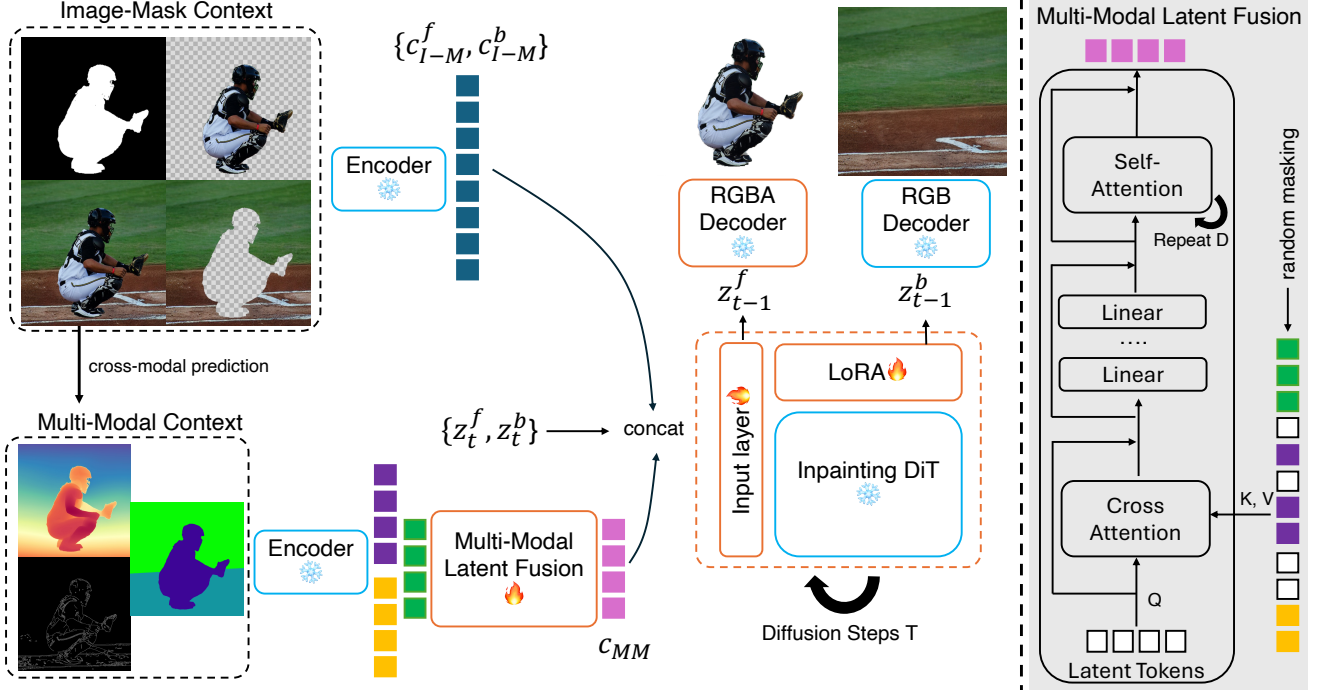 Image-Mask Context
{c^f_{I-M}, c^b_{I-M}}
Encoder
RGBA
Decoder
RGB
Decoder
z^f_{t-1}
z^b_{t-1}
cross-modal prediction
Multi-Modal Context
{z^f_t, z^b_t}
concat
Input layer
LoRA
Inpainting DiT
Encoder
Multi-Modal
Latent Fusion
c_{MM}
Diffusion Steps T
Multi-Modal Latent Fusion
Self-
Attention
Repeat D
random masking
Linear
....
Linear
K, V
Cross
Attention
Q
Latent Tokens